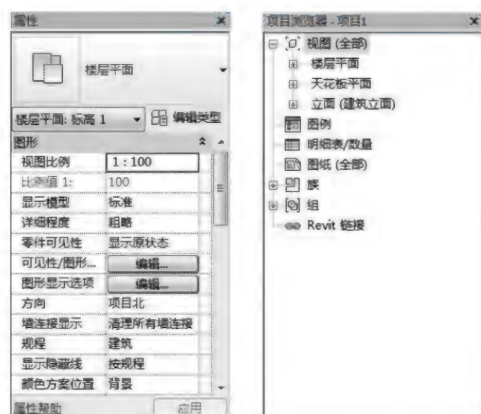 属性
楼层平面
楼层平面: 标高 1
编辑类型
图形
视图比例 1 : 100
比例值 1: 100
显示模型 标准
详细程度 粗略
零件可见性 显示原状态
可见性/图形... 编辑...
图形显示选项 编辑...
方向 项目北
墙连接显示 清理所有墙连接
规程 建筑
显示隐藏线 按规程
颜色方案位置 背景
属性帮助 应用
项目浏览器 - 项目1
视图 (全部)
楼层平面
天花板平面
立面 (建筑立面)
图例
明细表/数量
图纸 (全部)
族
组
Revit 链接